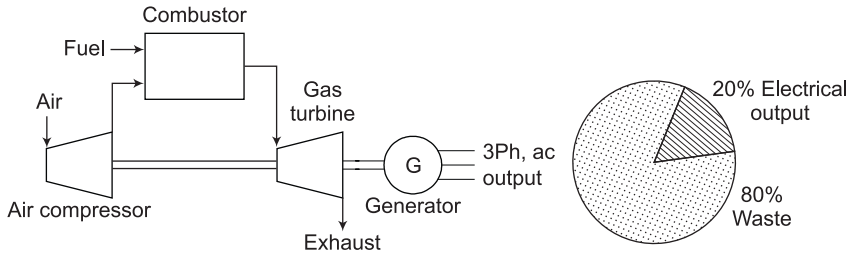 Combustor
Fuel
Air
Gas
turbine
G
3Ph, ac
output
Air compressor
Generator
Exhaust
20% Electrical
output
80%
Waste